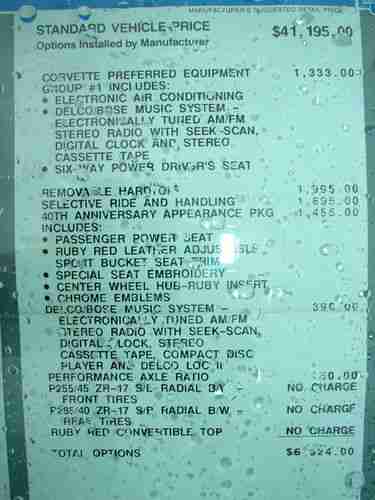 MANUFACTURER'S SUGGESTED RETAIL PRICE
STANDARD VEHICLE PRICE $41,195.00
Options Installed by Manufacturer
CORVETTE PREFERRED EQUIPMENT 1,333.00
GROUP #1 INCLUDES:
• ELECTRONIC AIR CONDITIONING
• DELCO/BOSE MUSIC SYSTEM -
ELECTRONICALLY TUNED AM/FM
STEREO RADIO WITH SEEK-SCAN,
DIGITAL CLOCK AND STEREO
CASSETTE TAPE
• SIX-WAY POWER DRIVER'S SEAT
REMOVABLE HARDTOP 1,995.00
SELECTIVE RIDE AND HANDLING 1,695.00
40TH ANNIVERSARY APPEARANCE PKG 1,455.00
INCLUDES:
• PASSENGER POWER SEAT
• RUBY RED LEATHER ADJUSTABLE
SPORT BUCKET SEAT TRIM
• SPECIAL SEAT EMBROIDERY
• CENTER WHEEL HUB-RUBY INSERT
• CHROME EMBLEMS
DELCO/BOSE MUSIC SYSTEM -
ELECTRONICALLY TUNED AM/FM
STEREO RADIO WITH SEEK-SCAN,
DIGITAL CLOCK, STEREO
CASSETTE TAPE, COMPACT DISC
PLAYER AND DELCO LOC II
PERFORMANCE AXLE RATIO
P255/45 ZR-17 S/L RADIAL B/W - NO CHARGE
FRONT TIRES
P285/40 ZR-17 S/P RADIAL B/W - NO CHARGE
REAR TIRES
RUBY RED CONVERTIBLE TOP NO CHARGE
TOTAL OPTIONS